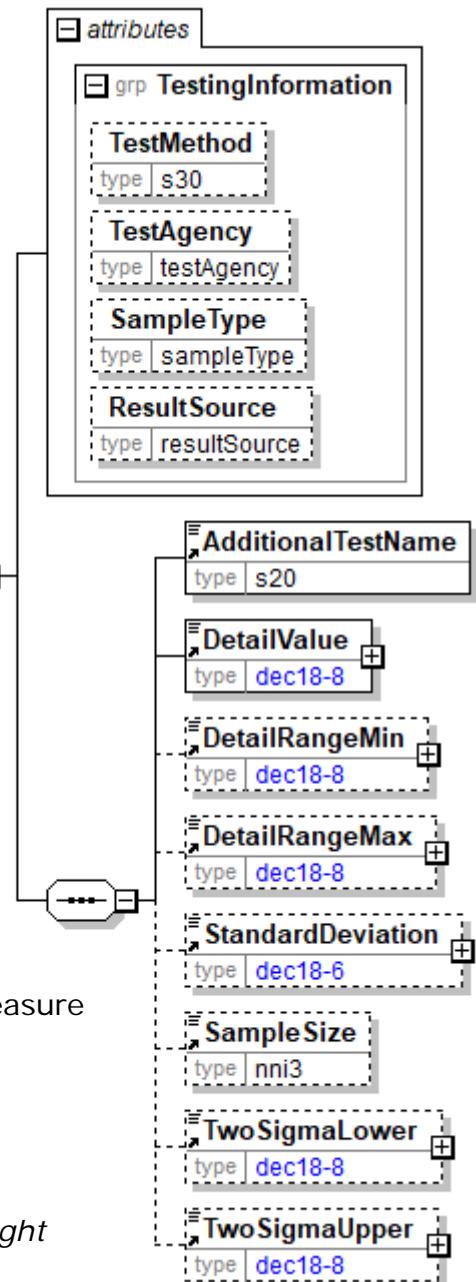 attributes
grp TestingInformation
TestMethod
type s30
TestAgency
type testAgency
SampleType
type sampleType
ResultSource
type resultSource
AdditionalTestName
type s20
DetailValue
type dec18-8
DetailRangeMin
type dec18-8
DetailRangeMax
type dec18-8
StandardDeviation
type dec18-6
easure
SampleSize
type nni3
TwoSigmaLower
type dec18-8
ght
TwoSigmaUpper
type dec18-8